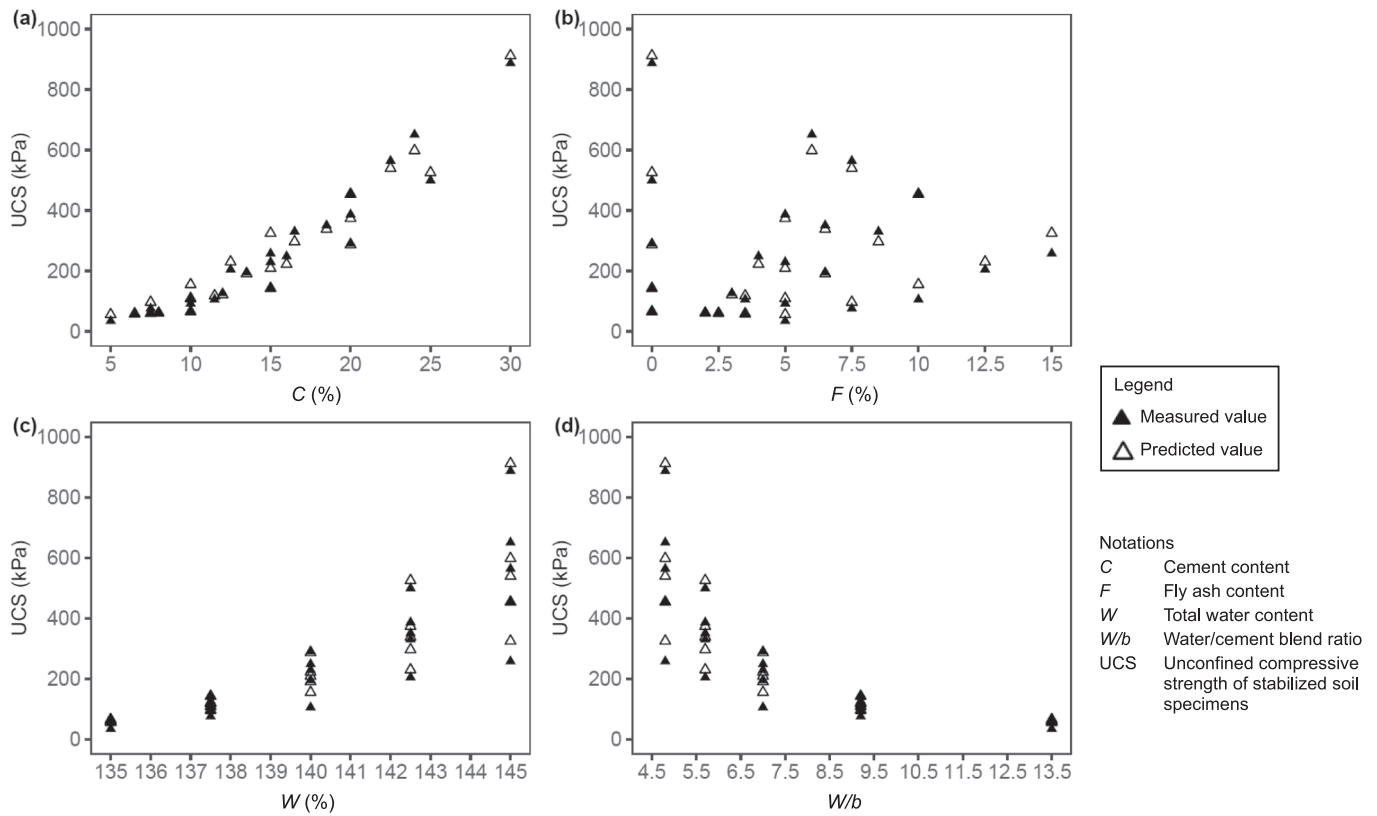 (a)
1000
800
600
400
200
0
UCS (kPa)
5 10 15 20 25 30
C (%)
(b)
1000
800
600
400
200
0
UCS (kPa)
0 2.5 5 7.5 10 12.5 15
F (%)
(c)
1000
800
600
400
200
0
UCS (kPa)
135 136 137 138 139 140 141 142 143 144 145
W (%)
(d)
1000
800
600
400
200
0
UCS (kPa)
4.5 5.5 6.5 7.5 8.5 9.5 10.5 11.5 12.5 13.5
W/b
Legend
Measured value
Predicted value
Notations
C Cement content
F Fly ash content
W Total water content
W/b Water/cement blend ratio
UCS Unconfined compressive
strength of stabilized soil
specimens